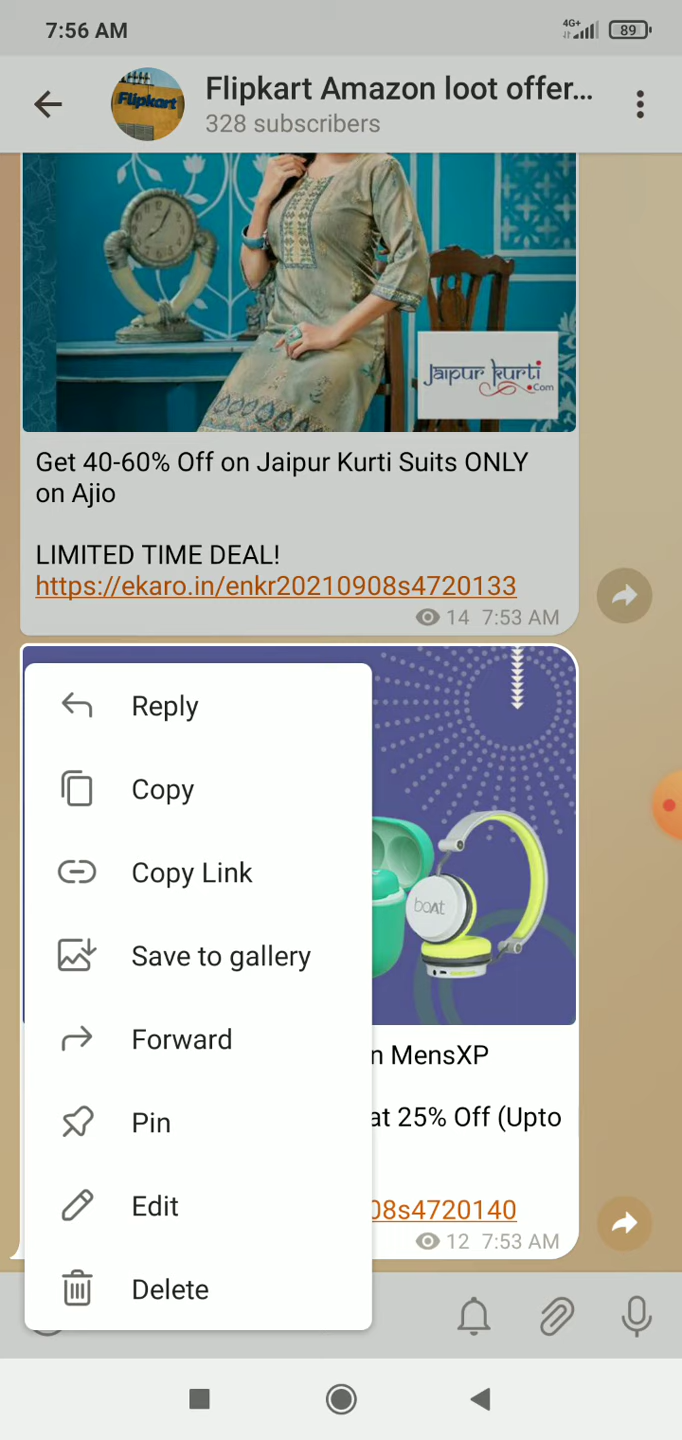 7:56 AM
4G+
89
Flipkart
Flipkart Amazon loot offer...
328 subscribers
Jaipur kurti
.Com
Get 40-60% Off on Jaipur Kurti Suits ONLY
on Ajio
LIMITED TIME DEAL!
https://ekaro.in/enkr20210908s4720133
14 7:53 AM
Reply
Copy
Copy Link
Save to gallery
Forward
Pin
Edit
Delete
boAt
n MensXP
at 25% Off (Upto
08s4720140
12 7:53 AM